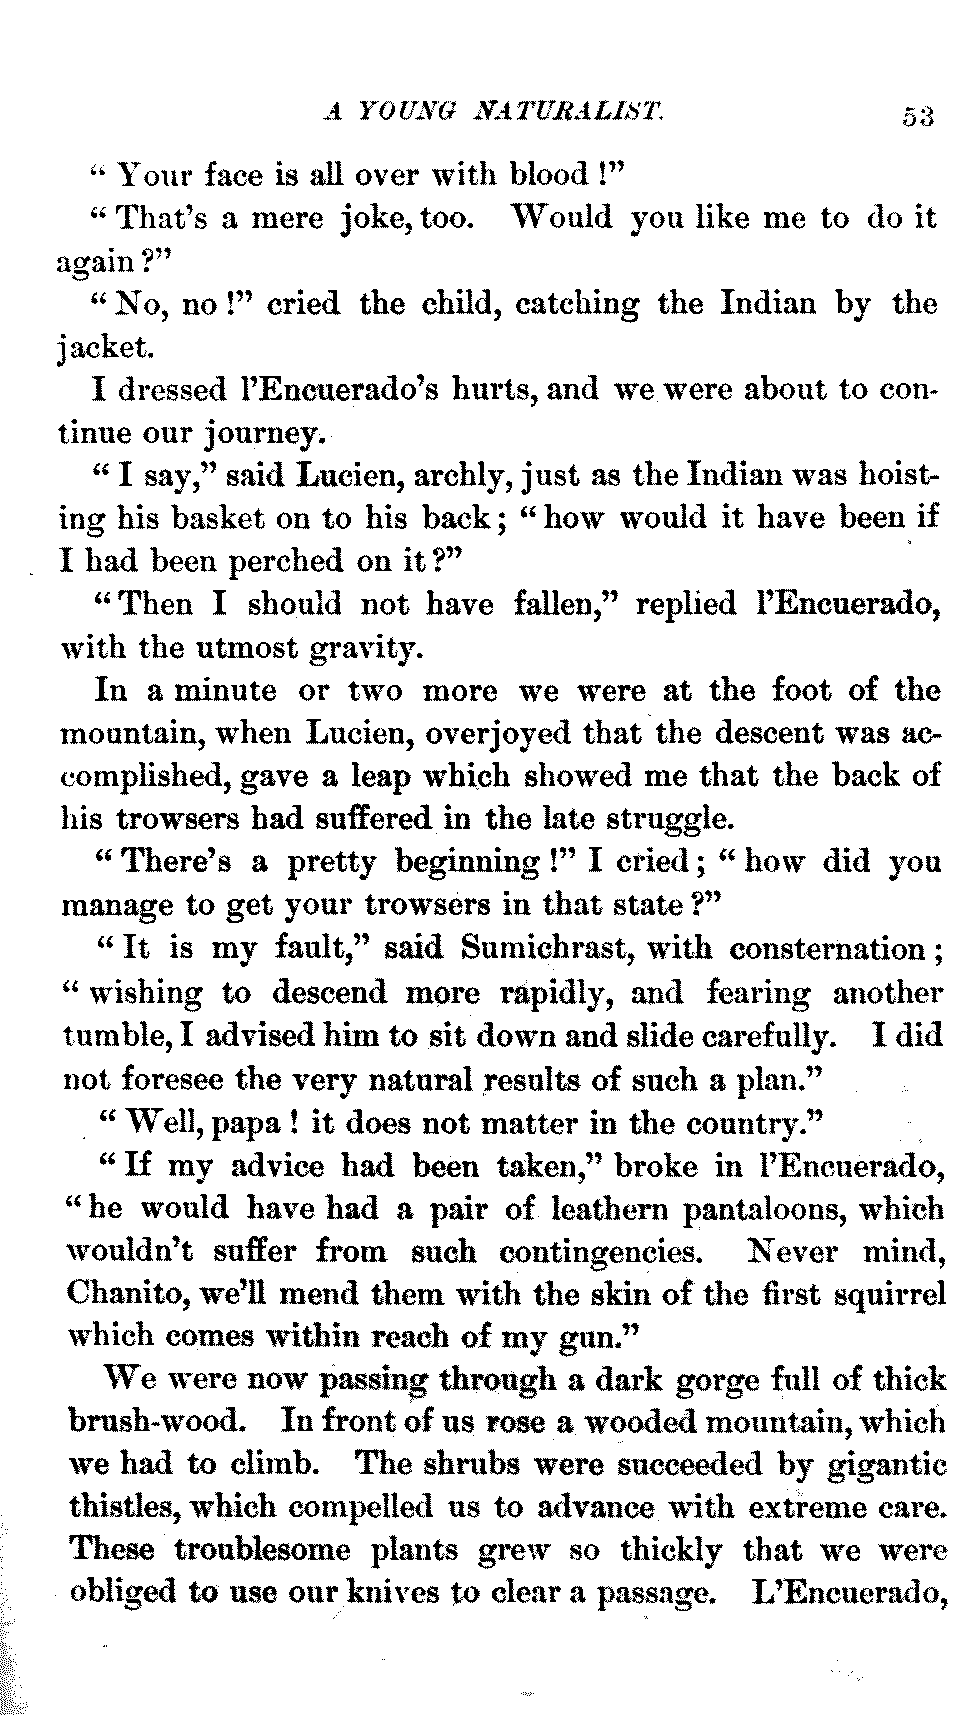 A YOUNG NATURALIST. 53
" Your face is all over with blood !"
" That's a mere joke, too. Would you like me to do it
again ?"
" No, no !" cried the child, catching the Indian by the
jacket.
I dressed l'Encuerado's hurts, and we were about to con-
tinue our journey.
" I say," said Lucien, archly, just as the Indian was hoist-
ing his basket on to his back ; " how would it have been if
I had been perched on it ?"
" Then I should not have fallen," replied l'Encuerado,
with the utmost gravity.
In a minute or two more we were at the foot of the
mountain, when Lucien, overjoyed that the descent was ac-
complished, gave a leap which showed me that the back of
his trowsers had suffered in the late struggle.
" There's a pretty beginning !" I cried ; " how did you
manage to get your trowsers in that state ?"
" It is my fault," said Sumichrast, with consternation ;
" wishing to descend more rapidly, and fearing another
tumble, I advised him to sit down and slide carefully. I did
not foresee the very natural results of such a plan."
" Well, papa ! it does not matter in the country."
" If my advice had been taken," broke in l'Encuerado,
" he would have had a pair of leathern pantaloons, which
wouldn't suffer from such contingencies. Never mind,
Chanito, we'll mend them with the skin of the first squirrel
which comes within reach of my gun."
We were now passing through a dark gorge full of thick
brush-wood. In front of us rose a wooded mountain, which
we had to climb. The shrubs were succeeded by gigantic
thistles, which compelled us to advance with extreme care.
These troublesome plants grew so thickly that we were
obliged to use our knives to clear a passage. L'Encuerado,